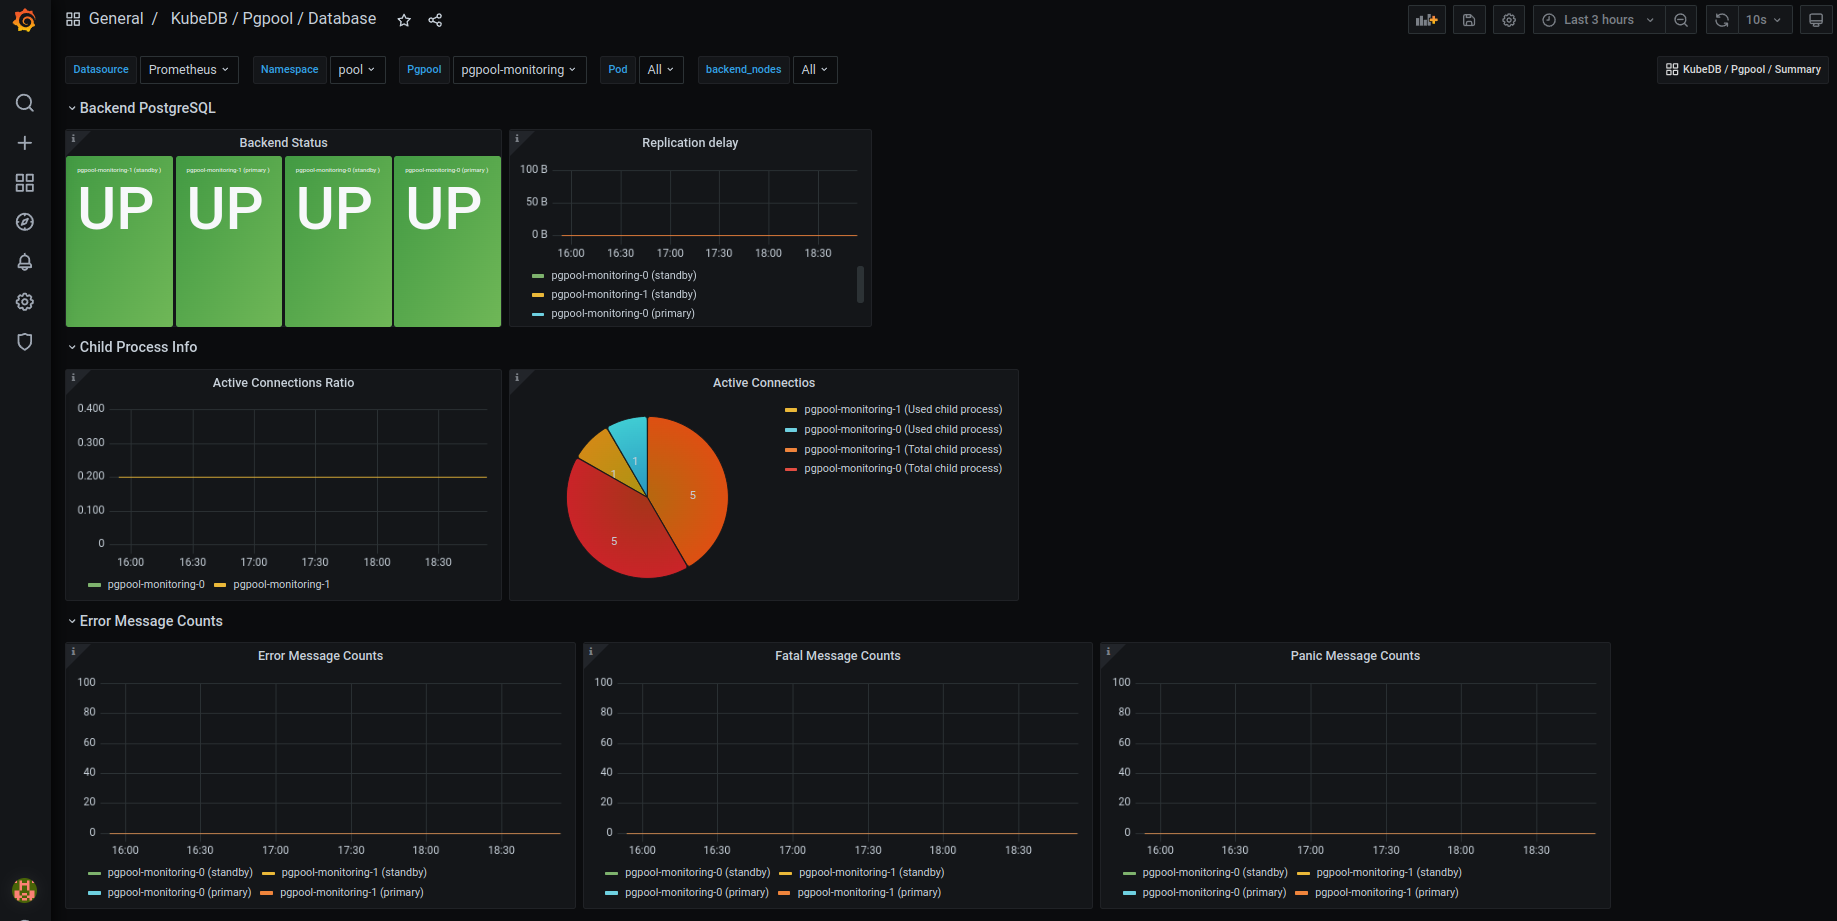 General / KubeDB / Pgpool / Database
Last 3 hours
10s
Datasource Prometheus Namespace pool Pgpool pgpool-monitoring Pod All backend_nodes All
KubeDB / Pgpool / Summary
Backend PostgreSQL
Backend Status
pgpool-monitoring-1 (standby ) pgpool-monitoring-1 (primary ) pgpool-monitoring-0 (standby ) pgpool-monitoring-0 (primary )
UP UP UP UP
Replication delay
100 B
50 B
0 B
16:00 16:30 17:00 17:30 18:00 18:30
pgpool-monitoring-0 (standby)
pgpool-monitoring-1 (standby)
pgpool-monitoring-0 (primary)
Child Process Info
Active Connections Ratio
0.400
0.300
0.200
0.100
0
16:00 16:30 17:00 17:30 18:00 18:30
pgpool-monitoring-0 pgpool-monitoring-1
Active Connectios
1
1
5
5
pgpool-monitoring-1 (Used child process)
pgpool-monitoring-0 (Used child process)
pgpool-monitoring-1 (Total child process)
pgpool-monitoring-0 (Total child process)
Error Message Counts
Error Message Counts
100
80
60
40
20
0
16:00 16:30 17:00 17:30 18:00 18:30
pgpool-monitoring-0 (standby) pgpool-monitoring-1 (standby)
pgpool-monitoring-0 (primary) pgpool-monitoring-1 (primary)
Fatal Message Counts
100
80
60
40
20
0
16:00 16:30 17:00 17:30 18:00 18:30
pgpool-monitoring-0 (standby) pgpool-monitoring-1 (standby)
pgpool-monitoring-0 (primary) pgpool-monitoring-1 (primary)
Panic Message Counts
100
80
60
40
20
0
16:00 16:30 17:00 17:30 18:00 18:30
pgpool-monitoring-0 (standby) pgpool-monitoring-1 (standby)
pgpool-monitoring-0 (primary) pgpool-monitoring-1 (primary)